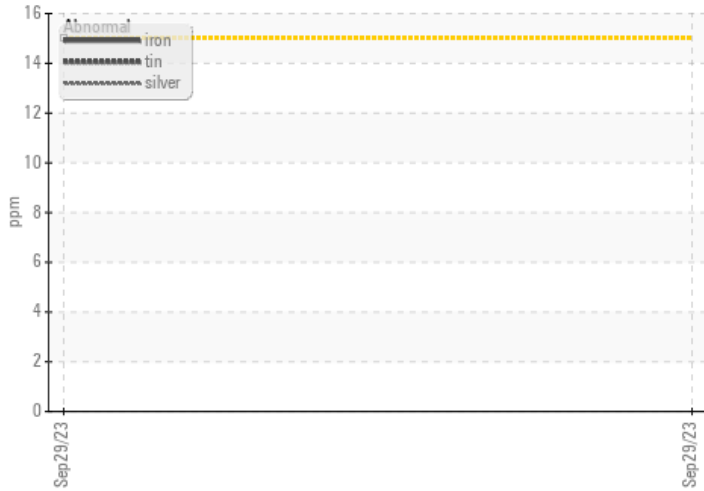 16
Abnormal
iron
14
tin
silver
12
10
ppm
8
6
4
2
0
Sep29/23
Sep29/23